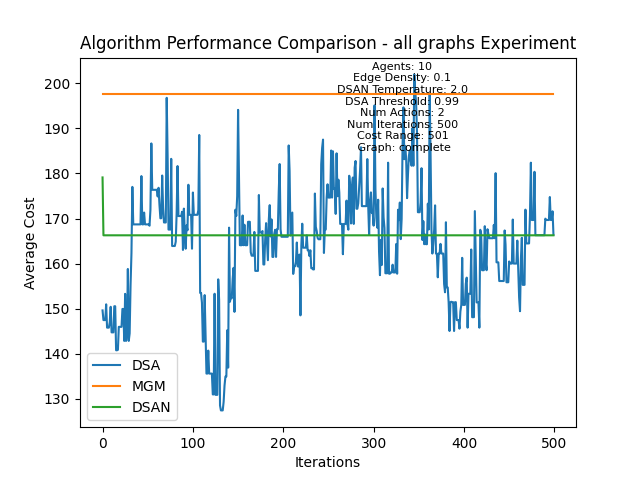 Algorithm Performance Comparison - all graphs Experiment
Agents: 10
Edge Density: 0.1
DSAN Temperature: 2.0
DSA Threshold: 0.99
Num Actions: 2
Num Iterations: 500
Cost Range: 501
Graph: complete
Average Cost
200
190
180
170
160
150
140
130
DSA
MGM
DSAN
0
100
200
300
400
500
Iterations